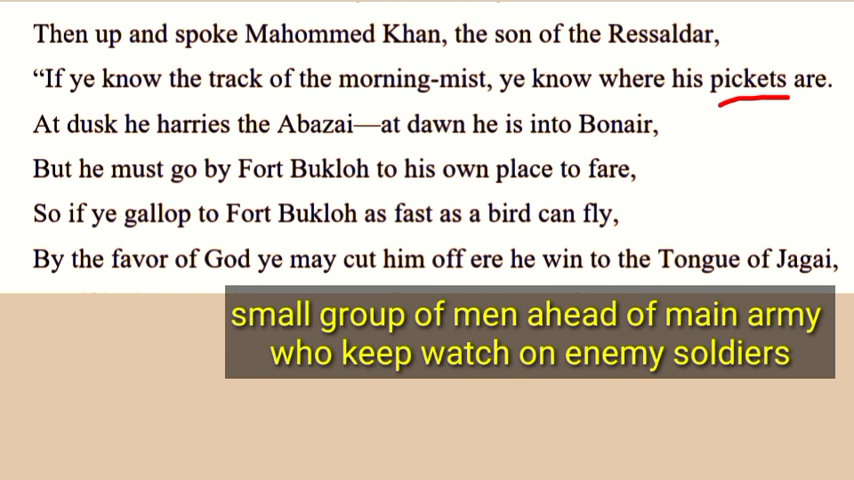 Then up and spoke Mahommed Khan, the son of the Ressaldar,
“If ye know the track of the morning-mist, ye know where his pickets are.
At dusk he harries the Abazai—at dawn he is into Bonair,
But he must go by Fort Bukloh to his own place to fare,
So if ye gallop to Fort Bukloh as fast as a bird can fly,
By the favor of God ye may cut him off ere he win to the Tongue of Jagai,
small group of men ahead of main army
who keep watch on enemy soldiers